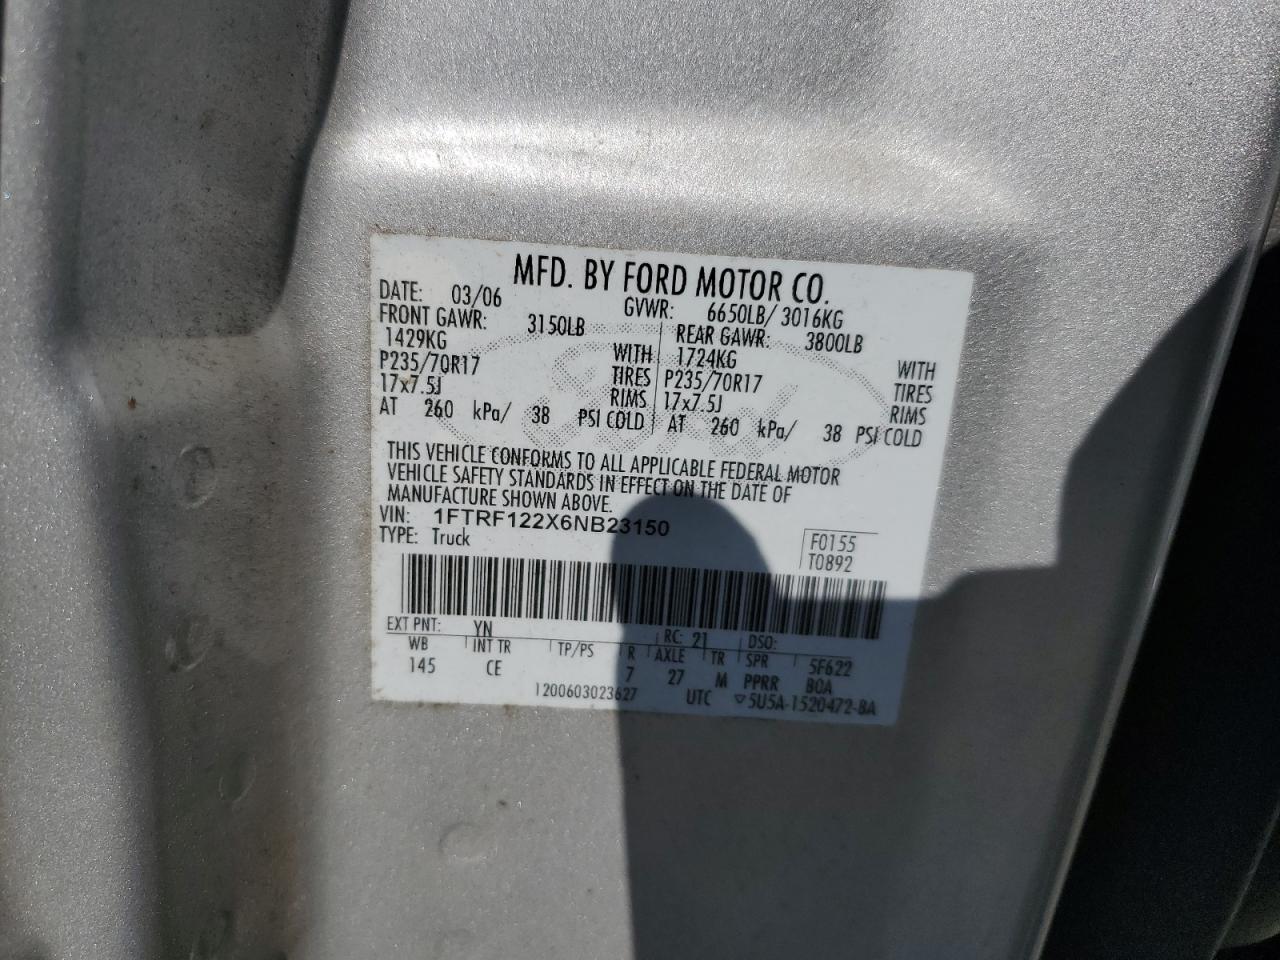 MFD. BY FORD MOTOR CO.
DATE: 03/06 GVWR: 6650LB/ 3016KG
FRONT GAWR: 3150LB REAR GAWR: 3800LB
1429KG WITH 1724KG WITH
P235/70R17 TIRES P235/70R17 TIRES
17x7.5J RIMS 17x7.5J RIMS
AT 260 kPa/ 38 PSI COLD AT 260 kPa/ 38 PSI COLD
THIS VEHICLE CONFORMS TO ALL APPLICABLE FEDERAL MOTOR
VEHICLE SAFETY STANDARDS IN EFFECT ON THE DATE OF
MANUFACTURE SHOWN ABOVE.
VIN: 1FTRF122X6NB23150
TYPE: Truck
F0155
T0892
EXT PNT: YN RC: 21 DSO:
WB INT TR TP/PS R AXLE TR SPR 5F622
145 CE 7 27 M PPRR BOA
1200603023627 UTC ▽5U5A-1520472-BA